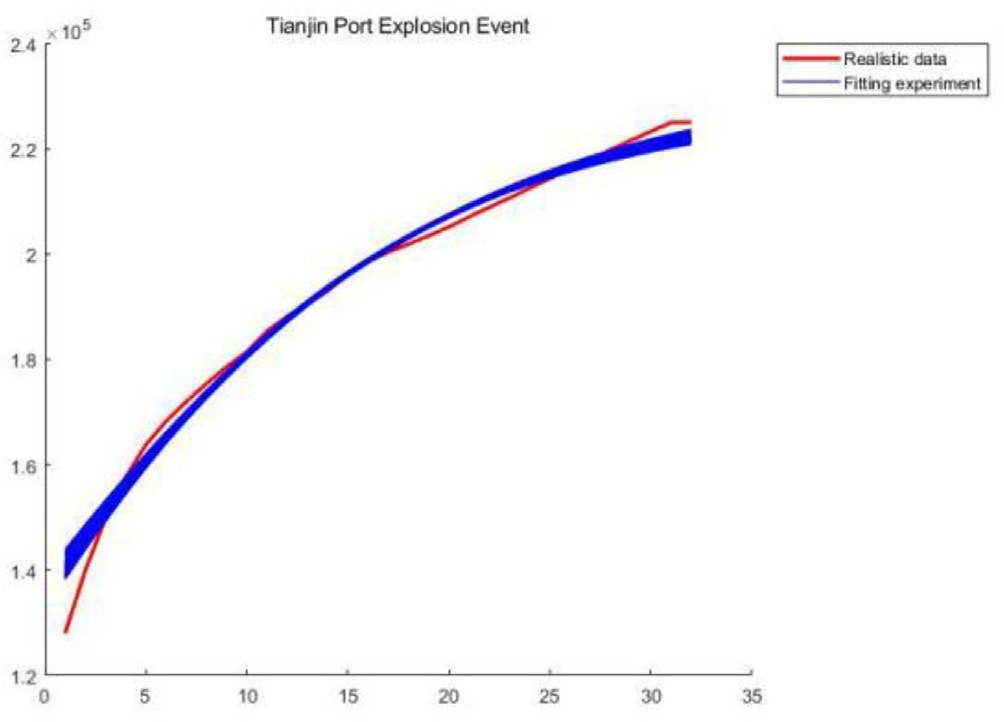 Tianjin Port Explosion Event
×10⁵
2.4
2.2
2
1.8
1.6
1.4
1.2
0 5 10 15 20 25 30 35
Realistic data
Fitting experiment